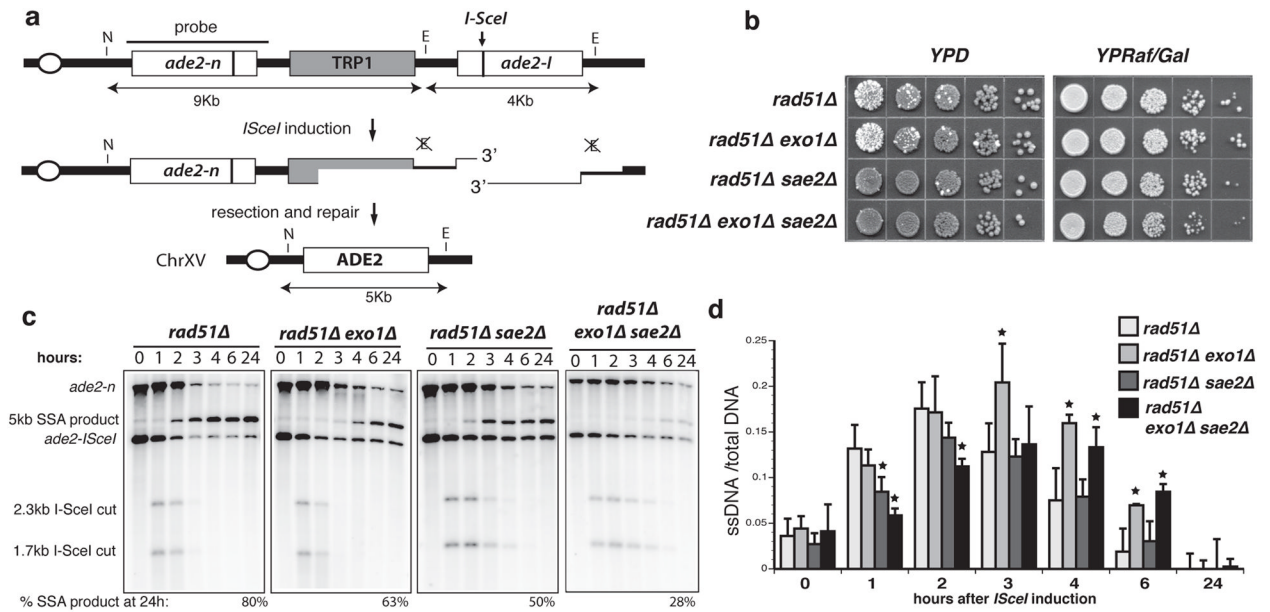 a
probe
I-SceI
N
E
E
ade2-n
TRP1
ade2-I
9Kb
4Kb
ISceI induction
N
E
E
ade2-n
3’
3’
resection and repair
N
E
ChrXV
ADE2
5Kb
b
YPD
YPRaf/Gal
rad51Δ
rad51Δ exo1Δ
rad51Δ sae2Δ
rad51Δ exo1Δ sae2Δ
c
rad51Δ
rad51Δ exo1Δ
rad51Δ sae2Δ
rad51Δ
exo1Δ sae2Δ
hours:
0 1 2 3 4 6 24
0 1 2 3 4 6 24
0 1 2 3 4 6 24
0 1 2 3 4 6 24
ade2-n
5kb SSA product
ade2-ISceI
2.3kb I-SceI cut
1.7kb I-SceI cut
% SSA product at 24h:
80%
63%
50%
28%
d
rad51Δ
rad51Δ exo1Δ
rad51Δ sae2Δ
rad51Δ
exo1Δ sae2Δ
ssDNA /total DNA
0.25
0.2
0.15
0.1
0.05
0
0 1 2 3 4 6 24
hours after ISceI induction